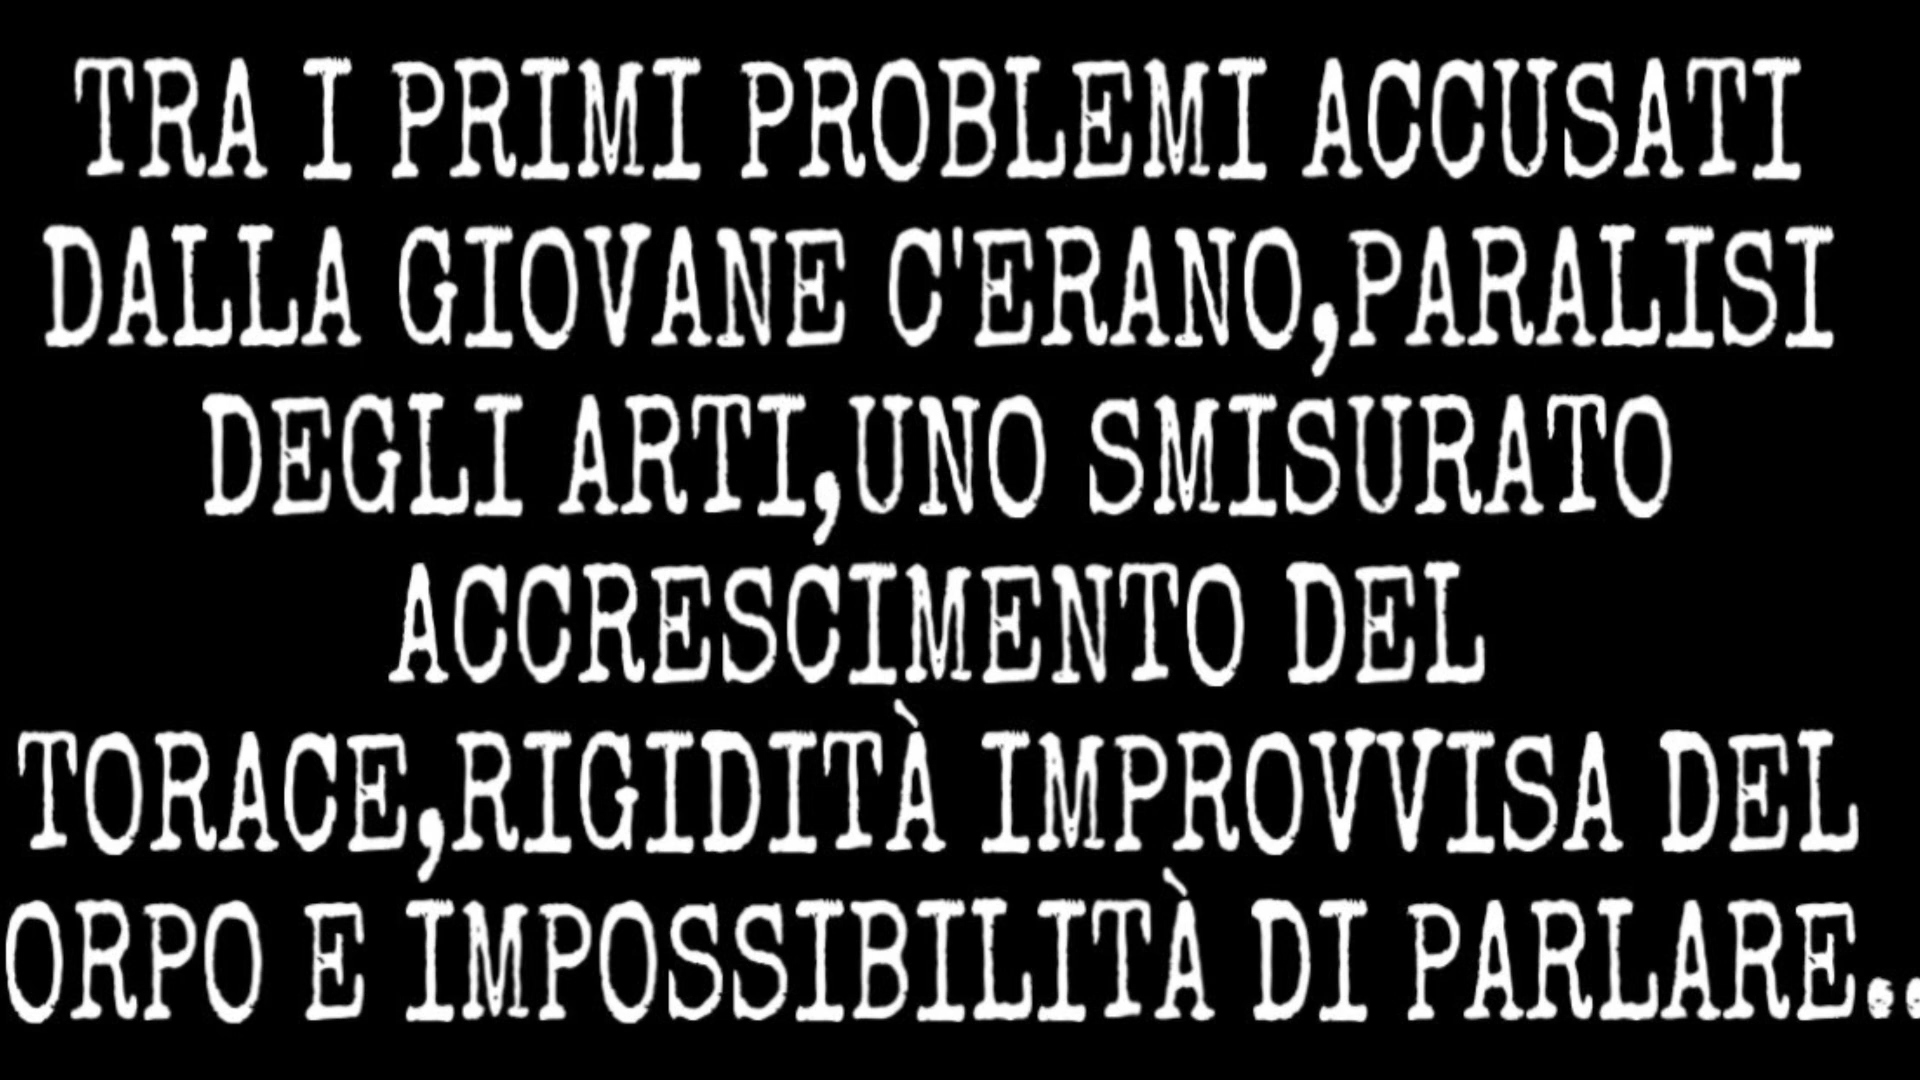 TRA I PRIMI PROBLEMI ACCUSATI
DALLA GIOVANE C'ERANO,PARALISI
DEGLI ARTI,UNO SMISURATO
ACCRESCIMENTO DEL
TORACE,RIGIDITÀ IMPROVVISA DEL
ORPO E IMPOSSIBILITÀ DI PARLARE..